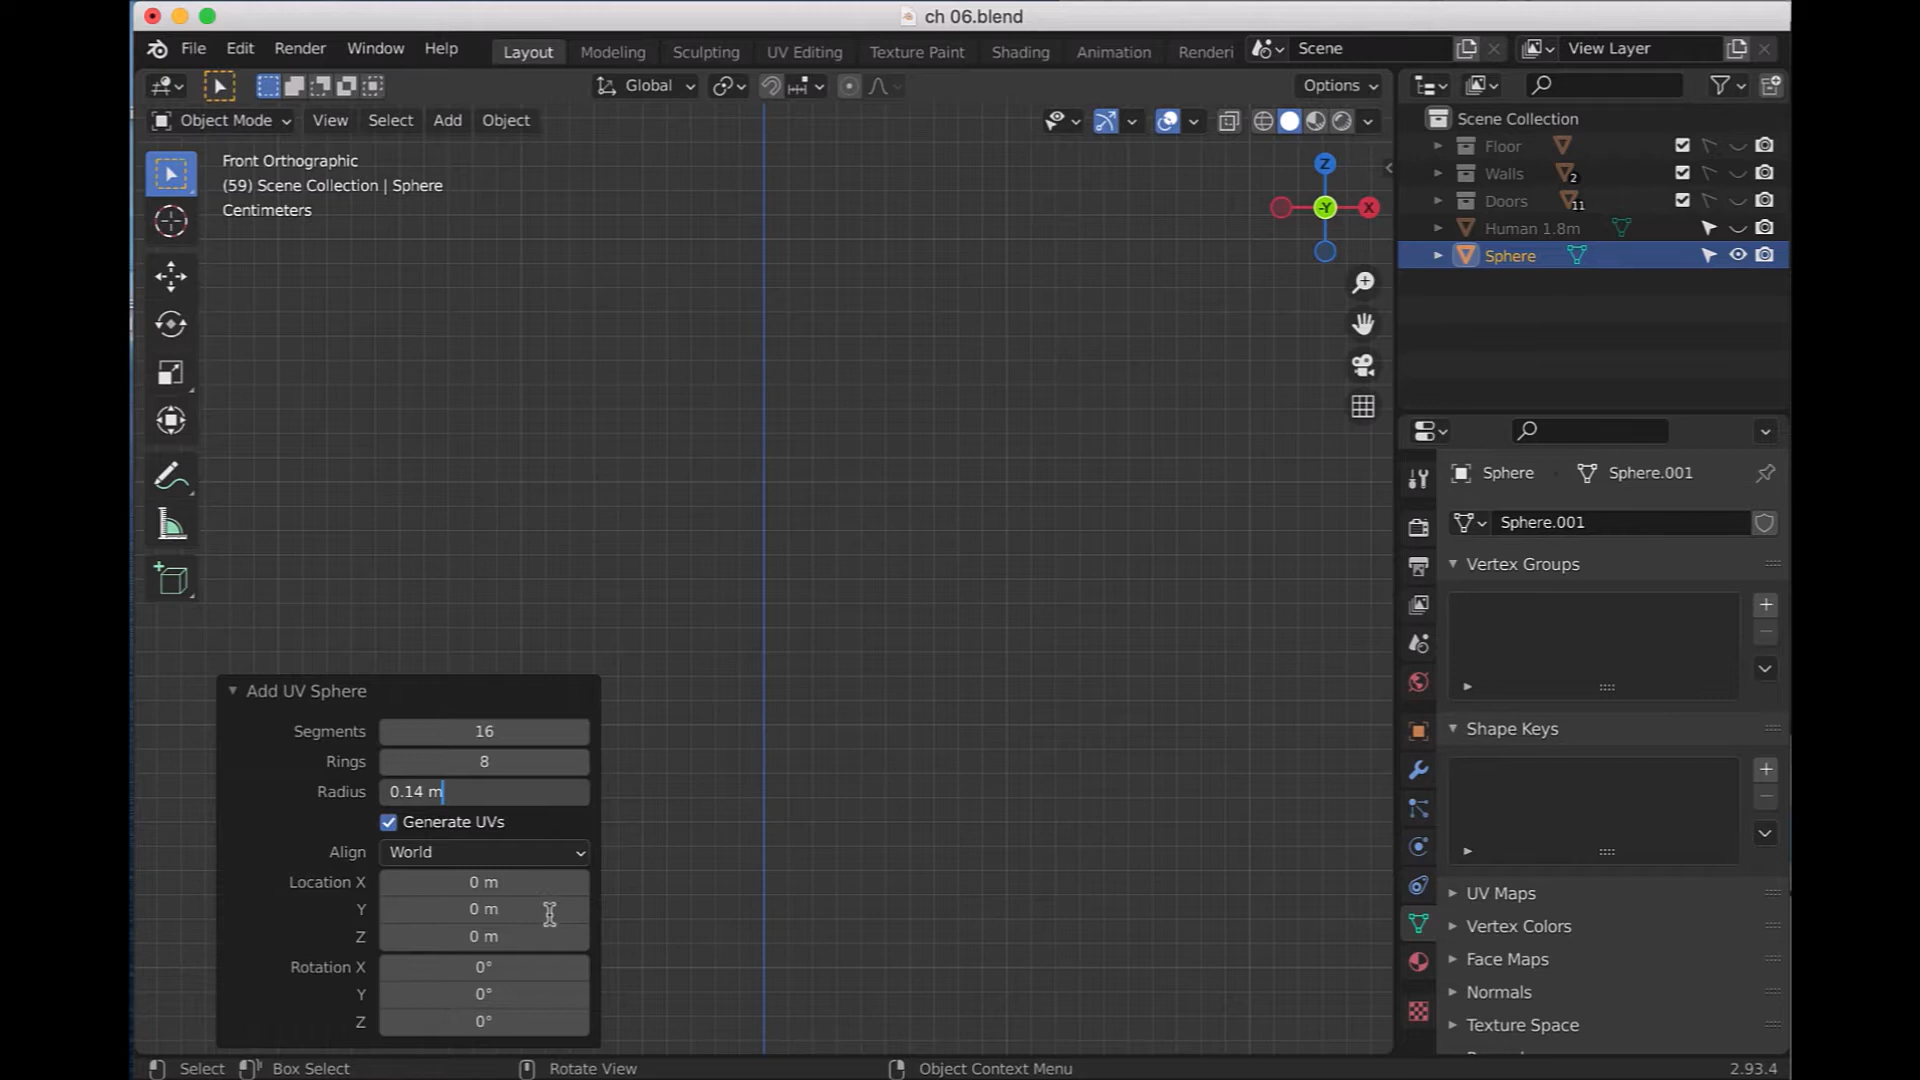 ch 06.blend
File Edit Render Window Help Layout Modeling Sculpting UV Editing Texture Paint Shading Animation Renderi Scene View Layer
Global Options
Object Mode View Select Add Object
Front Orthographic
(59) Scene Collection | Sphere
Centimeters
Z
-Y X
Scene Collection
Floor
Walls 2
Doors 11
Human 1.8m
Sphere
Sphere Sphere.001
Sphere.001
Vertex Groups
Shape Keys
UV Maps
Vertex Colors
Face Maps
Normals
Texture Space
Add UV Sphere
Segments 16
Rings 8
Radius 0.14 m
Generate UVs
Align World
Location X 0 m
Y 0 m
Z 0 m
Rotation X 0°
Y 0°
Z 0°
Select Box Select Rotate View Object Context Menu 2.93.4